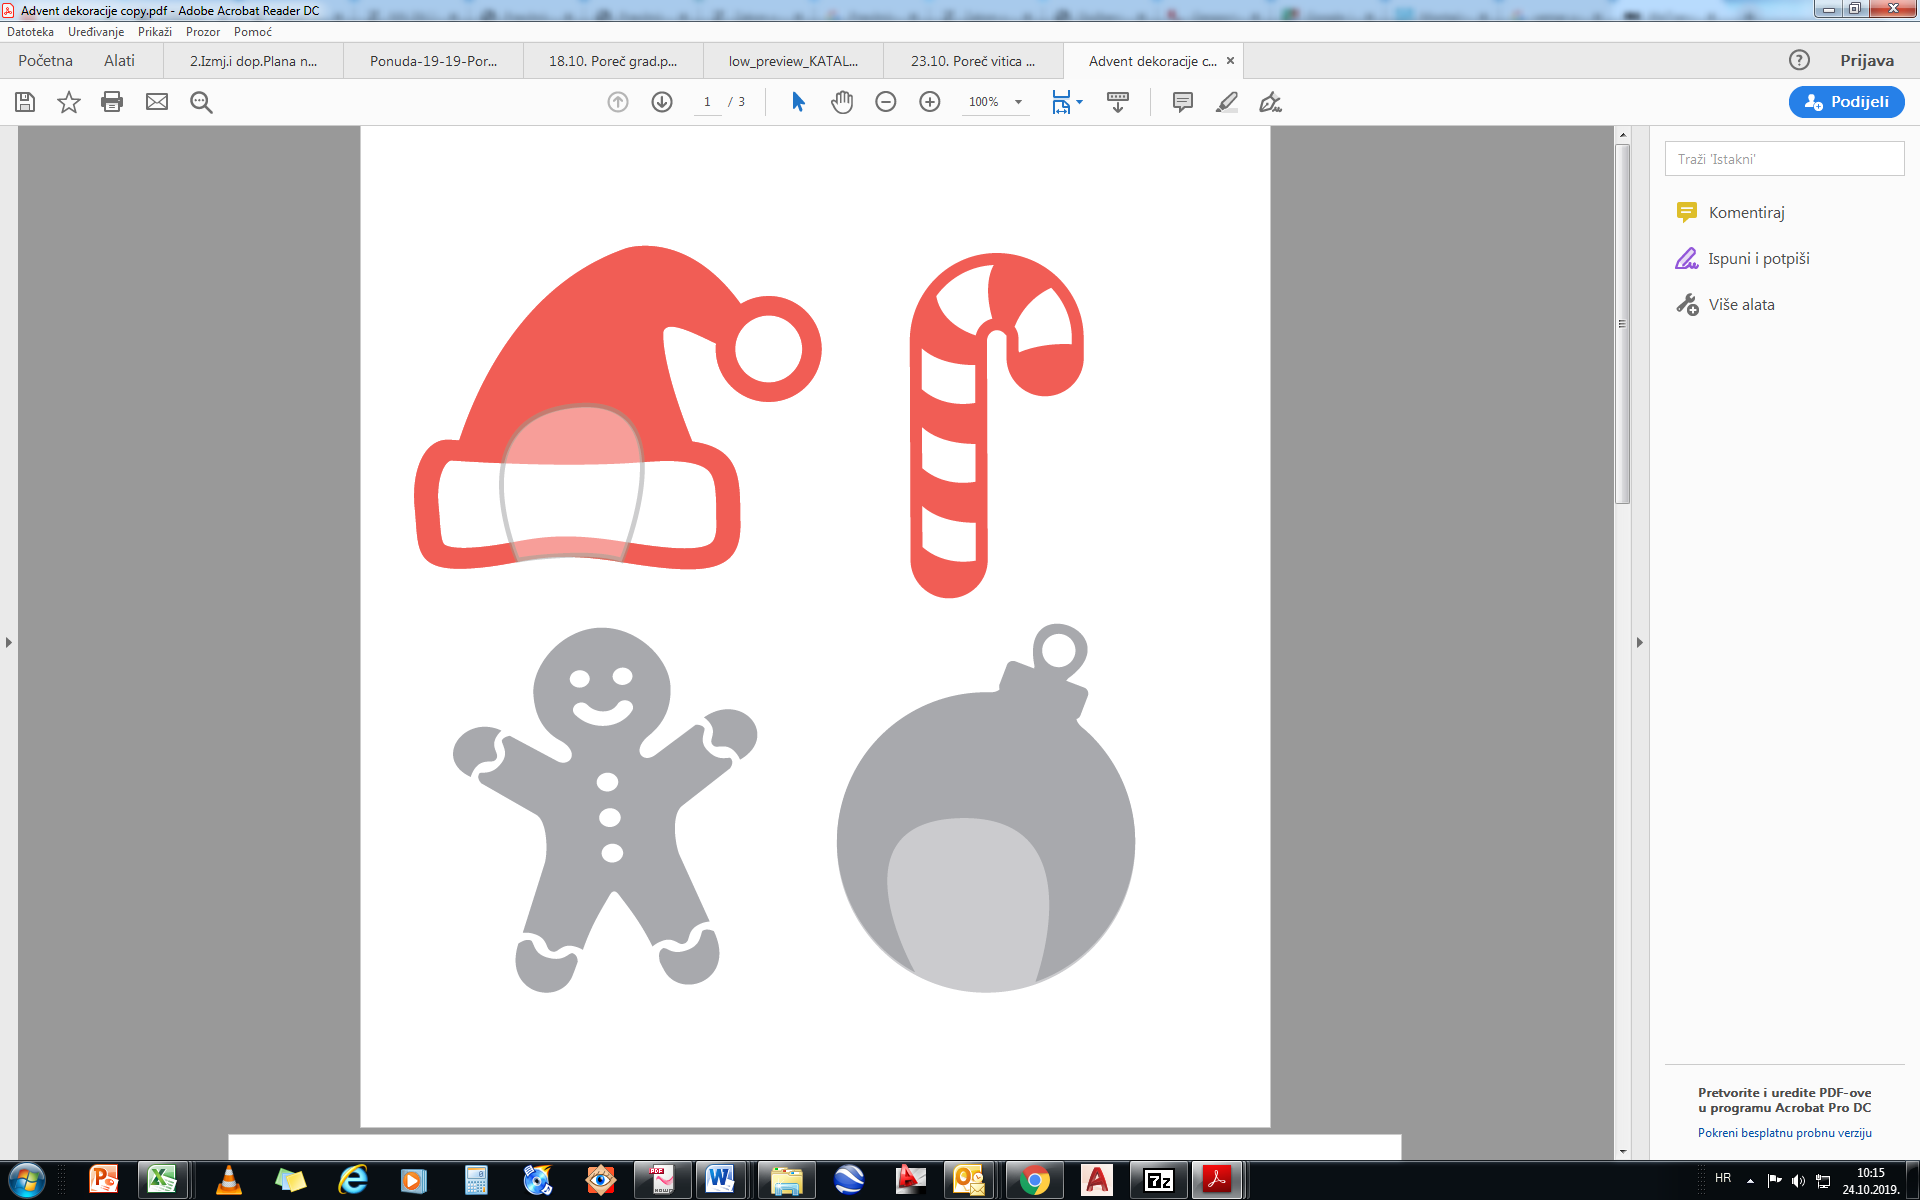 Advent dekoracije copy.pdf - Adobe Acrobat Reader DC
Datoteka Uređivanje Prikaži Prozor Pomoć
Početna Alati 2.Izmj.i dop.Plana n... Ponuda-19-19-Por... 18.10. Poreč grad.p... low_preview_KATAL... 23.10. Poreč vitica ... Advent dekoracije c... Prijava
1 / 3 100% Podijeli
Traži 'Istakni'
Komentiraj
Ispuni i potpiši
Više alata
Pretvorite i uredite PDF-ove
u programu Acrobat Pro DC
Pokreni besplatnu probnu verziju
HR 10:15
24.10.2019.